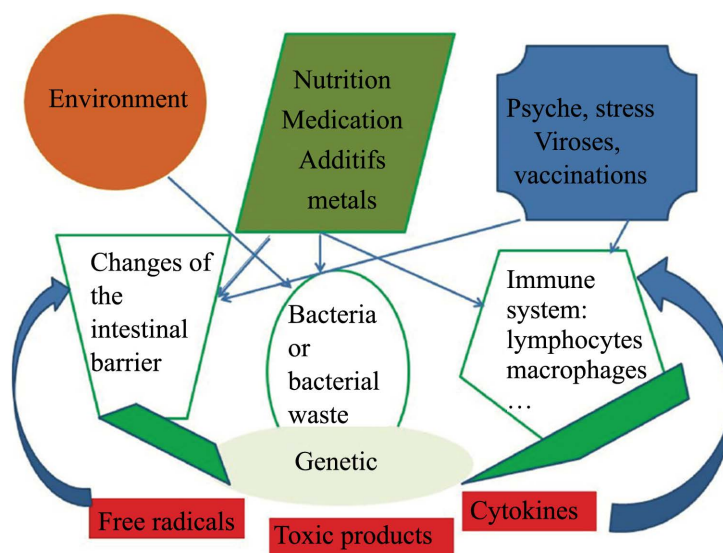 Environment
Nutrition
Medication
Additifs
metals
Psyche, stress
Viroses,
vaccinations
Changes of
the
intestinal
barrier
Bacteria
or
bacterial
waste
Immune
system:
lymphocytes
macrophages
…
Genetic
Free radicals
Toxic products
Cytokines